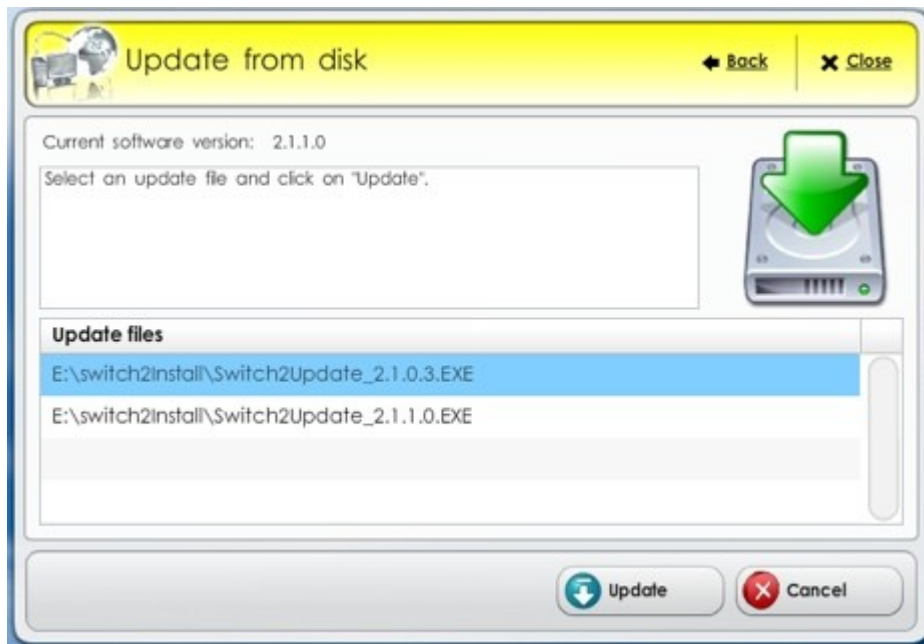 Update from disk
Back
Close
Current software version: 2.1.1.0
Select an update file and click on "Update".
Update files
E:\switch2Install\Switch2Update_2.1.0.3.EXE
E:\switch2Install\Switch2Update_2.1.1.0.EXE
Update
Cancel